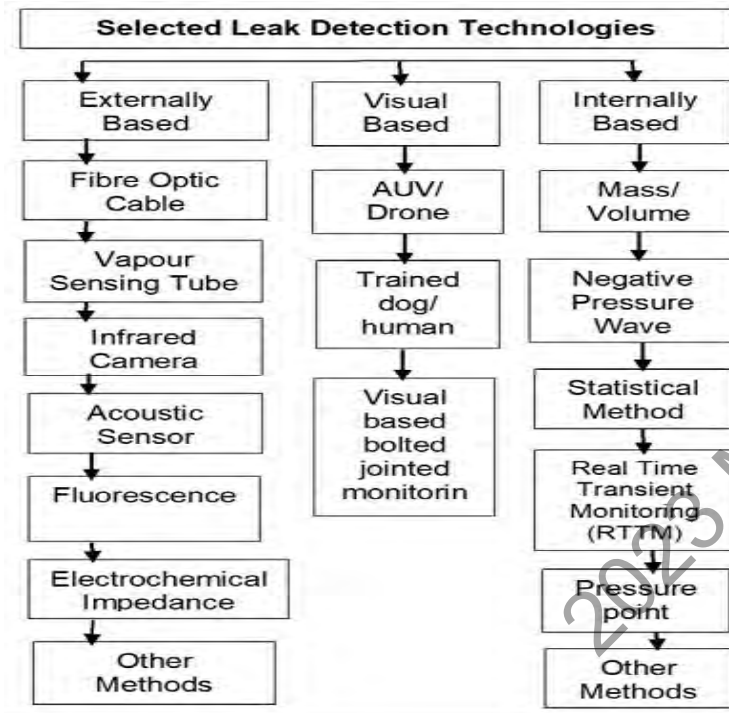 Selected Leak Detection Technologies
Externally
Based
Fibre Optic
Cable
Vapour
Sensing Tube
Infrared
Camera
Acoustic
Sensor
Fluorescence
Electrochemical
Impedance
Other
Methods
Visual
Based
AUV/
Drone
Trained
dog/
human
Visual
based
bolted
jointed
monitorin
Internally
Based
Mass/
Volume
Negative
Pressure
Wave
Statistical
Method
Real Time
Transient
Monitoring
(RTTM)
Pressure
point
Other
Methods
2023